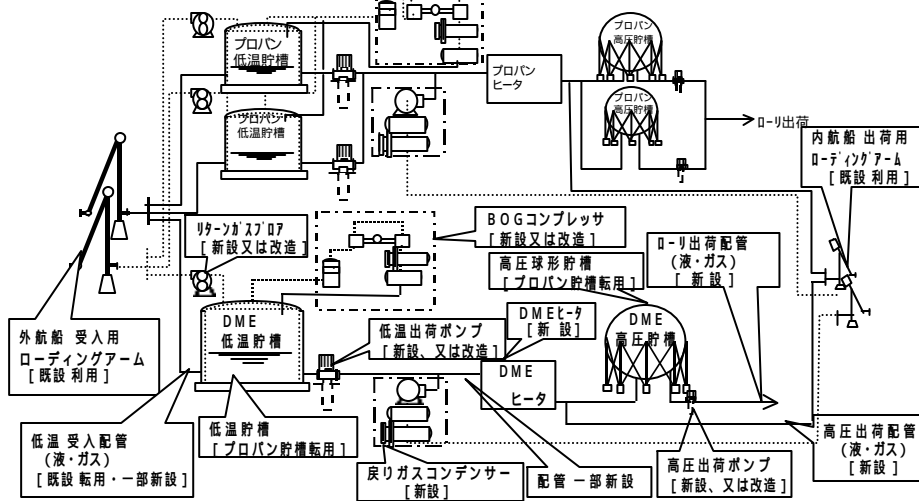 プロパン
低温貯槽
プロパン
低温貯槽
プロパン
ヒータ
プロパン
高圧貯槽
プロパン
高圧貯槽
ﾛｰﾘ出荷
内航船 出荷用
ﾛｰﾃﾞｨﾝｸﾞｱｰﾑ
[ 既設 利用 ]
ﾘﾀｰﾝｶﾞｽﾌﾞﾛｱ
[ 新設又は改造 ]
BOGコンプレッサ
[ 新設又は改造 ]
高圧球形貯槽
[ プロパン貯槽転用 ]
ローリ出荷配管
(液・ガス)
[ 新 設 ]
DME
低温貯槽
低温出荷ポンプ
[ 新設、又は改造 ]
DMEﾋｰﾀ
[ 新 設 ]
DME
高圧貯槽
DME
ヒータ
外航船 受入用
ローディングアーム
[ 既設 利用 ]
低温 受入配管
(液・ガス)
[ 既設 転用・一部新設 ]
低温貯槽
[ プロパン貯槽転用 ]
戻りガスコンデンサー
[ 新設 ]
配管 一部新設
高圧出荷ポンプ
[ 新設、又は改造 ]
高圧出荷配管
(液・ガス)
[ 新設 ]